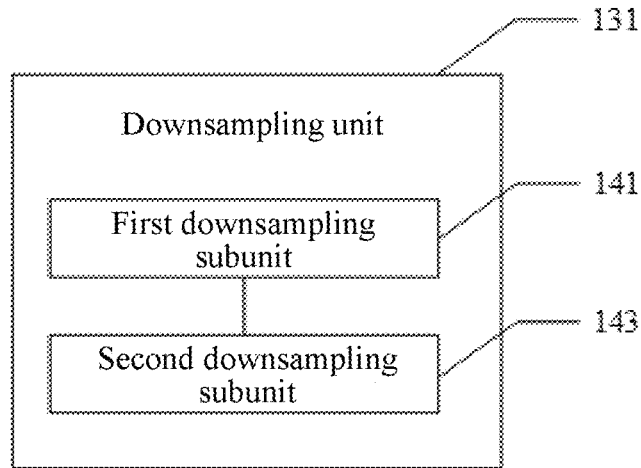 131
Downsampling unit
141
First downsampling
subunit
143
Second downsampling
subunit